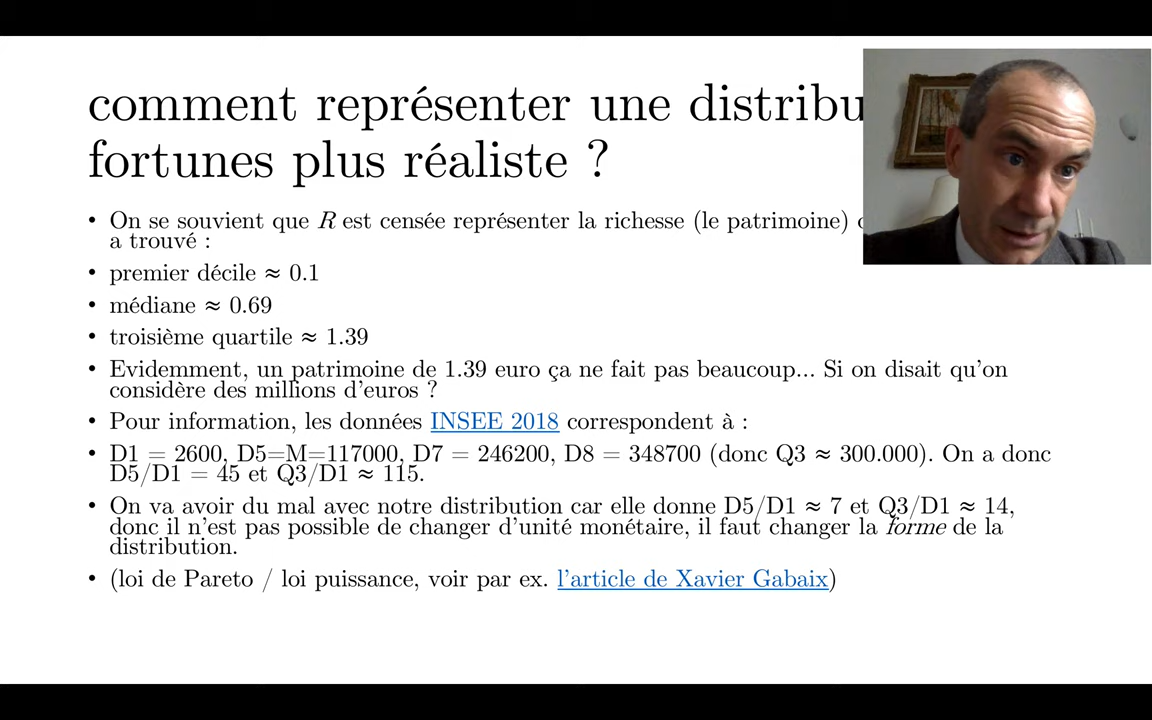 comment représenter une distribu
fortunes plus réaliste ?
• On se souvient que R est censée représenter la richesse (le patrimoine)
a trouvé :
• premier décile ≈ 0.1
• médiane ≈ 0.69
• troisième quartile ≈ 1.39
• Evidemment, un patrimoine de 1.39 euro ça ne fait pas beaucoup... Si on disait qu'on
considère des millions d'euros ?
• Pour information, les données INSEE 2018 correspondent à :
• D1 = 2600, D5=M=117000, D7 = 246200, D8 = 348700 (donc Q3 ≈ 300.000). On a donc
D5/D1 = 45 et Q3/D1 ≈ 115.
• On va avoir du mal avec notre distribution car elle donne D5/D1 ≈ 7 et Q3/D1 ≈ 14,
donc il n'est pas possible de changer d'unité monétaire, il faut changer la forme de la
distribution.
• (loi de Pareto / loi puissance, voir par ex. l'article de Xavier Gabaix)